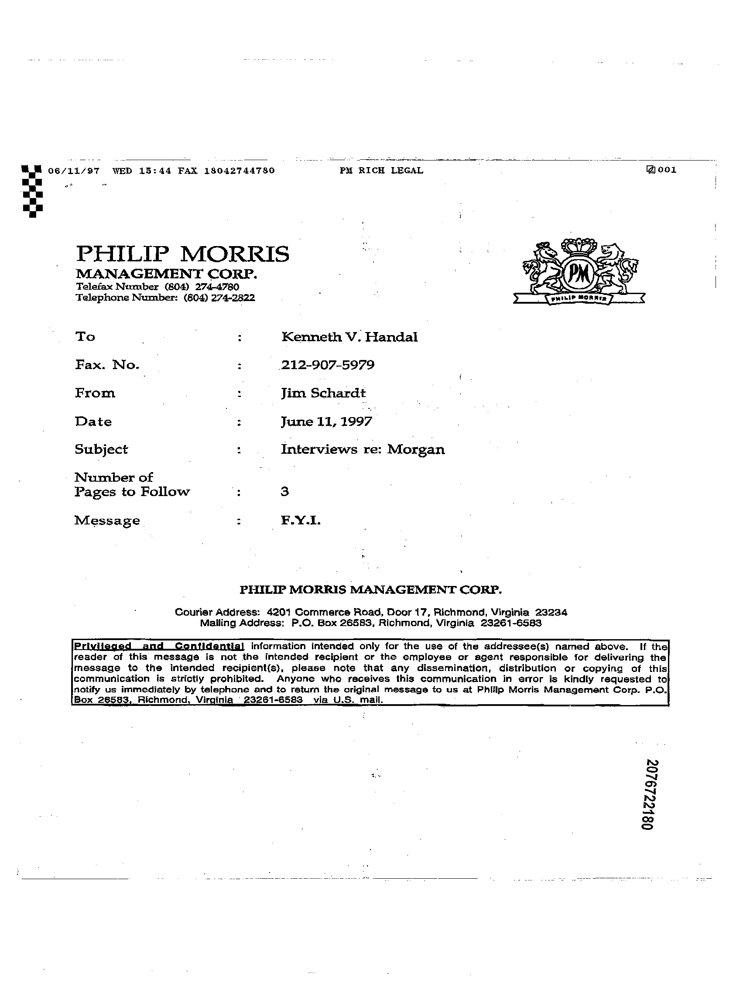 06/11/97 WED 15:44 FAX 18042744780 PM RICH LEGAL 001
PHILIP MORRIS
MANAGEMENT CORP.
Telefax Number (804) 274-4780
Telephone Number: (804) 274-2822
PM
PHILIP MORRIS
To : Kenneth V. Handal
Fax. No. : 212-907-5979
From : Jim Schardt
Date : June 11, 1997
Subject : Interviews re: Morgan
Number of
Pages to Follow : 3
Message : F.Y.I.
PHILIP MORRIS MANAGEMENT CORP.
Courier Address: 4201 Commerce Road, Door 17, Richmond, Virginia 23234
Mailing Address: P.O. Box 26583, Richmond, Virginia 23261-6583
Privileged and Confidential information intended only for the use of the addressee(s) named above. If the
reader of this message is not the intended recipient or the employee or agent responsible for delivering the
message to the intended recipient(s), please note that any dissemination, distribution or copying of this
communication is strictly prohibited. Anyone who receives this communication in error is kindly requested to
notify us immediately by telephone and to return the original message to us at Philip Morris Management Corp. P.O.
Box 26583, Richmond, Virginia 23261-6583 via U.S. mail.
2076722180